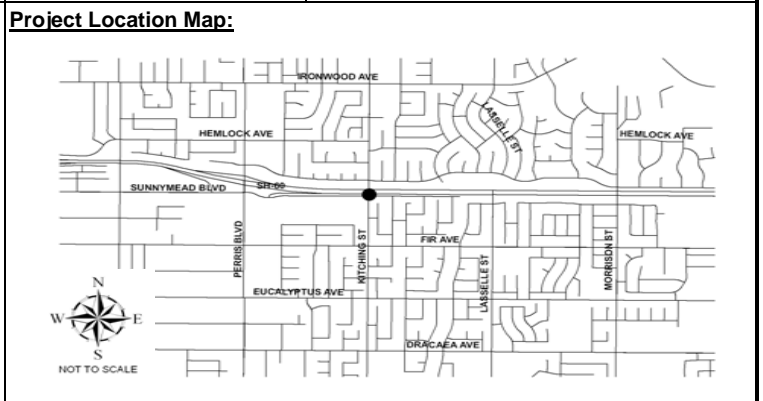 Project Location Map:
IRONWOOD AVE
LASSELLE ST
HEMLOCK AVE
HEMLOCK AVE
SUNNYMEAD BLVD
SH-60
PERRIS BLVD
KITCHING ST
FIR AVE
LASSELLE ST
MORRISON ST
EUCALYPTUS AVE
N
W
E
S
DRACAEA AVE
NOT TO SCALE